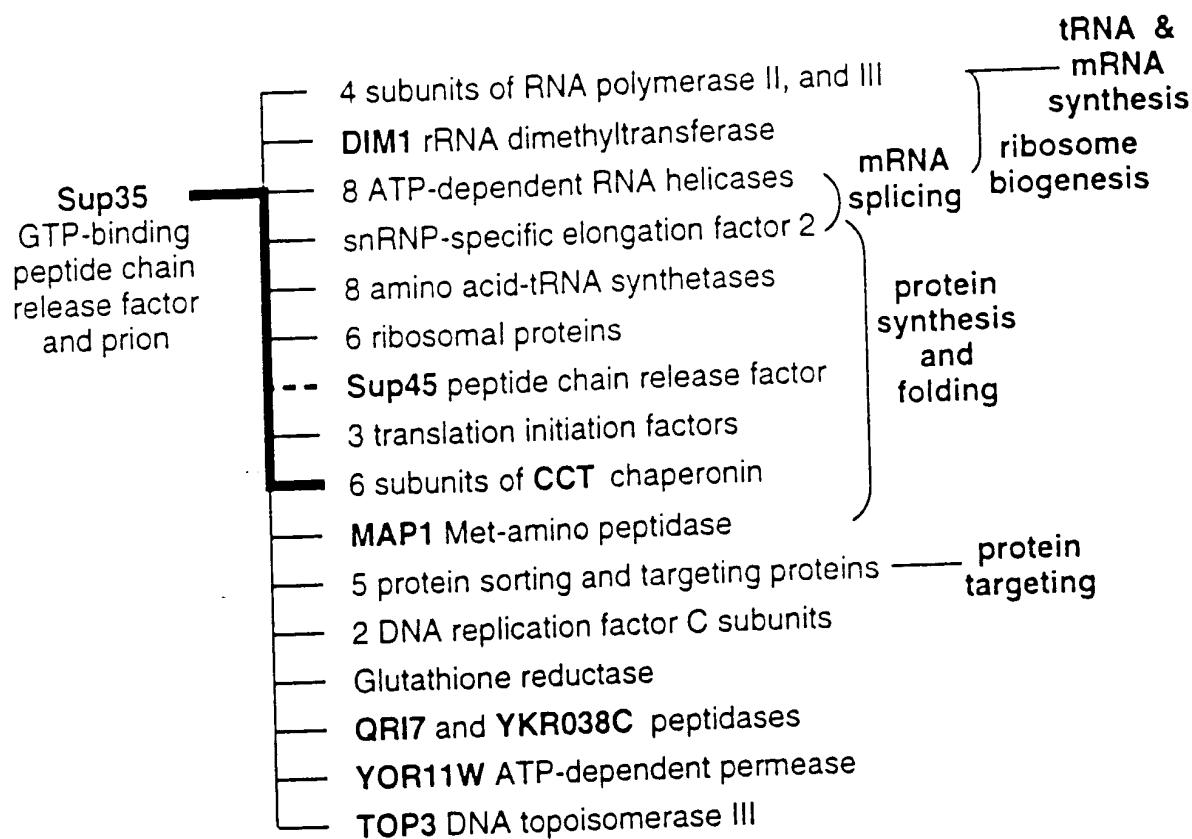 Sup35
GTP-binding
peptide chain
release factor
and prion
4 subunits of RNA polymerase II, and III
DIM1 rRNA dimethyltransferase
8 ATP-dependent RNA helicases
snRNP-specific elongation factor 2
8 amino acid-tRNA synthetases
6 ribosomal proteins
Sup45 peptide chain release factor
3 translation initiation factors
6 subunits of CCT chaperonin
MAP1 Met-amino peptidase
5 protein sorting and targeting proteins
2 DNA replication factor C subunits
Glutathione reductase
QRI7 and YKR038C peptidases
YOR11W ATP-dependent permease
TOP3 DNA topoisomerase III
tRNA &
mRNA
synthesis
ribosome
biogenesis
mRNA
splicing
protein
synthesis
and
folding
protein
targeting